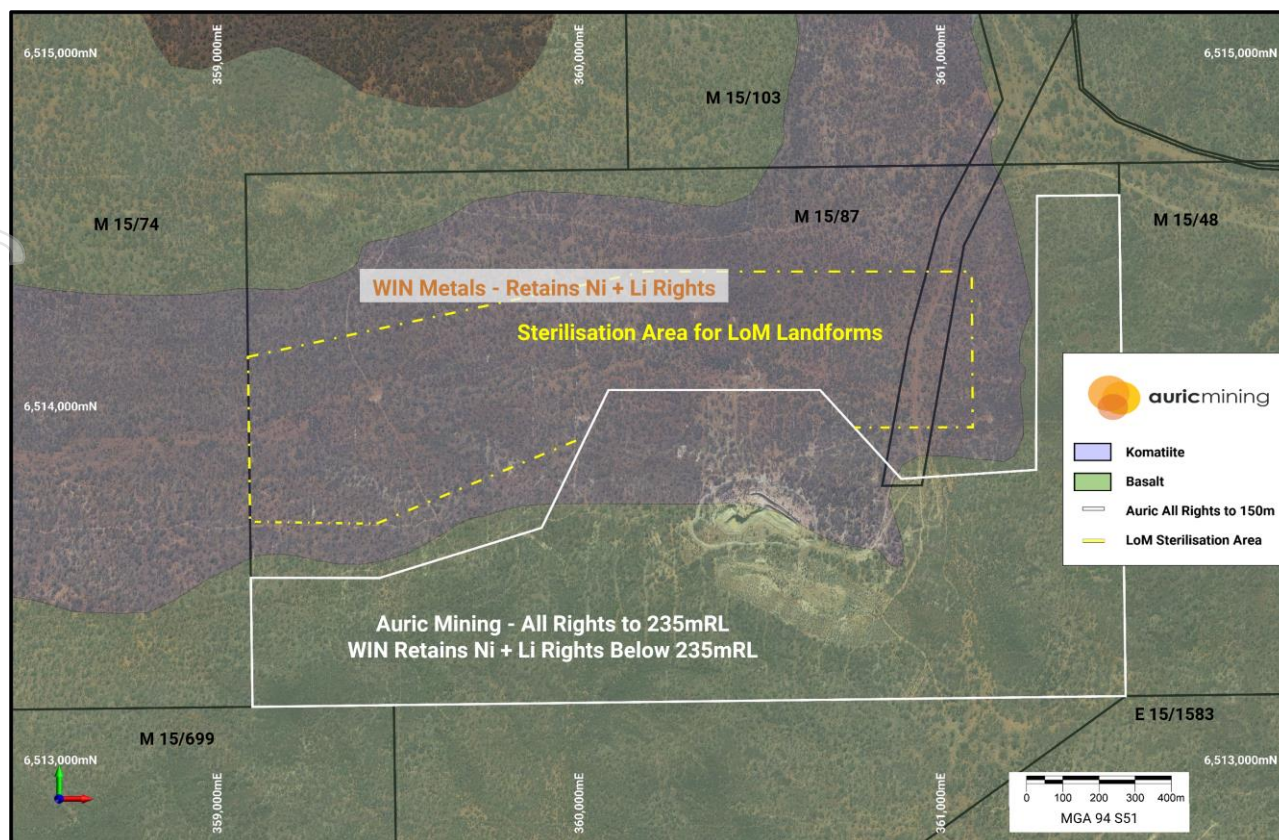 6,515,000mN
359,000mE
360,000mE
361,000mE
6,515,000mN
M 15/103
M 15/74
M 15/87
M 15/48
WIN Metals - Retains Ni + Li Rights
Sterilisation Area for LoM Landforms
6,514,000mN
auricmining
Komatiite
Basalt
Auric All Rights to 150m
LoM Sterilisation Area
Auric Mining - All Rights to 235mRL
WIN Retains Ni + Li Rights Below 235mRL
M 15/699
E 15/1583
6,513,000mN
359,000mE
360,000mE
361,000mE
6,513,000mN
0 100 200 300 400m
MGA 94 S51